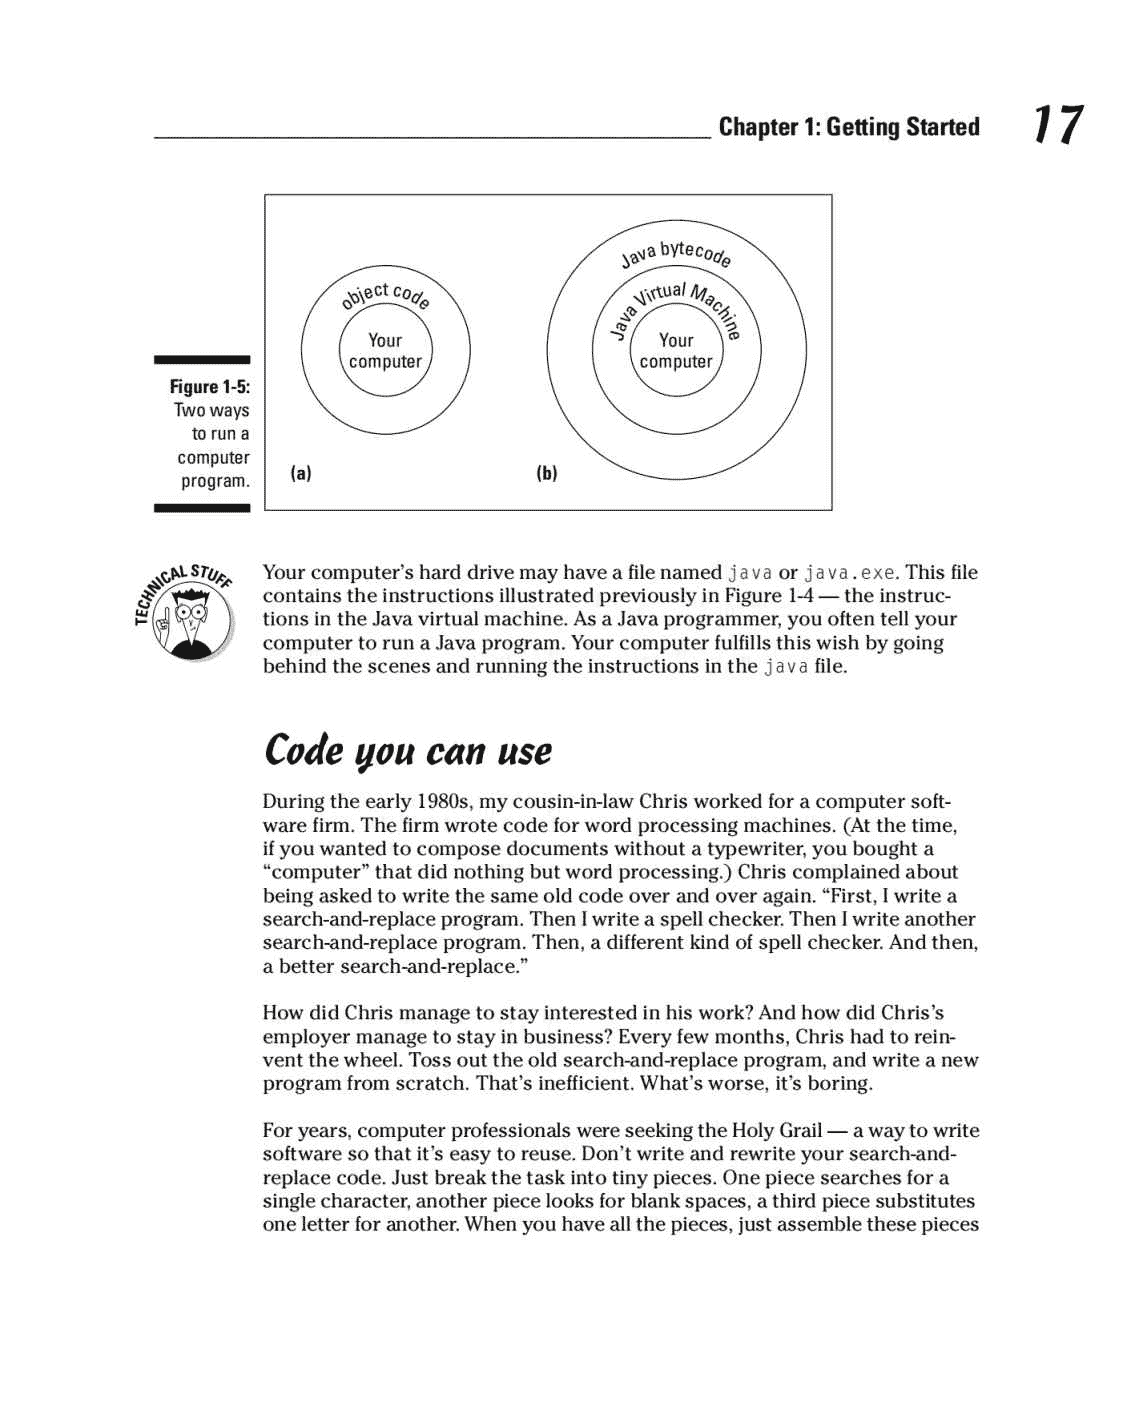 Chapter 1: Getting Started 17
object code
Your
computer
(a)
Java bytecode
Java Virtual Machine
Your
computer
(b)
Figure 1-5:
Two ways
to run a
computer
program.
TECHNICAL STUFF
Your computer’s hard drive may have a file named java or java.exe. This file
contains the instructions illustrated previously in Figure 1-4 — the instruc-
tions in the Java virtual machine. As a Java programmer, you often tell your
computer to run a Java program. Your computer fulfills this wish by going
behind the scenes and running the instructions in the java file.
Code you can use
During the early 1980s, my cousin-in-law Chris worked for a computer soft-
ware firm. The firm wrote code for word processing machines. (At the time,
if you wanted to compose documents without a typewriter, you bought a
“computer” that did nothing but word processing.) Chris complained about
being asked to write the same old code over and over again. “First, I write a
search-and-replace program. Then I write a spell checker. Then I write another
search-and-replace program. Then, a different kind of spell checker. And then,
a better search-and-replace.”
How did Chris manage to stay interested in his work? And how did Chris’s
employer manage to stay in business? Every few months, Chris had to rein-
vent the wheel. Toss out the old search-and-replace program, and write a new
program from scratch. That’s inefficient. What’s worse, it’s boring.
For years, computer professionals were seeking the Holy Grail — a way to write
software so that it’s easy to reuse. Don’t write and rewrite your search-and-
replace code. Just break the task into tiny pieces. One piece searches for a
single character, another piece looks for blank spaces, a third piece substitutes
one letter for another. When you have all the pieces, just assemble these pieces